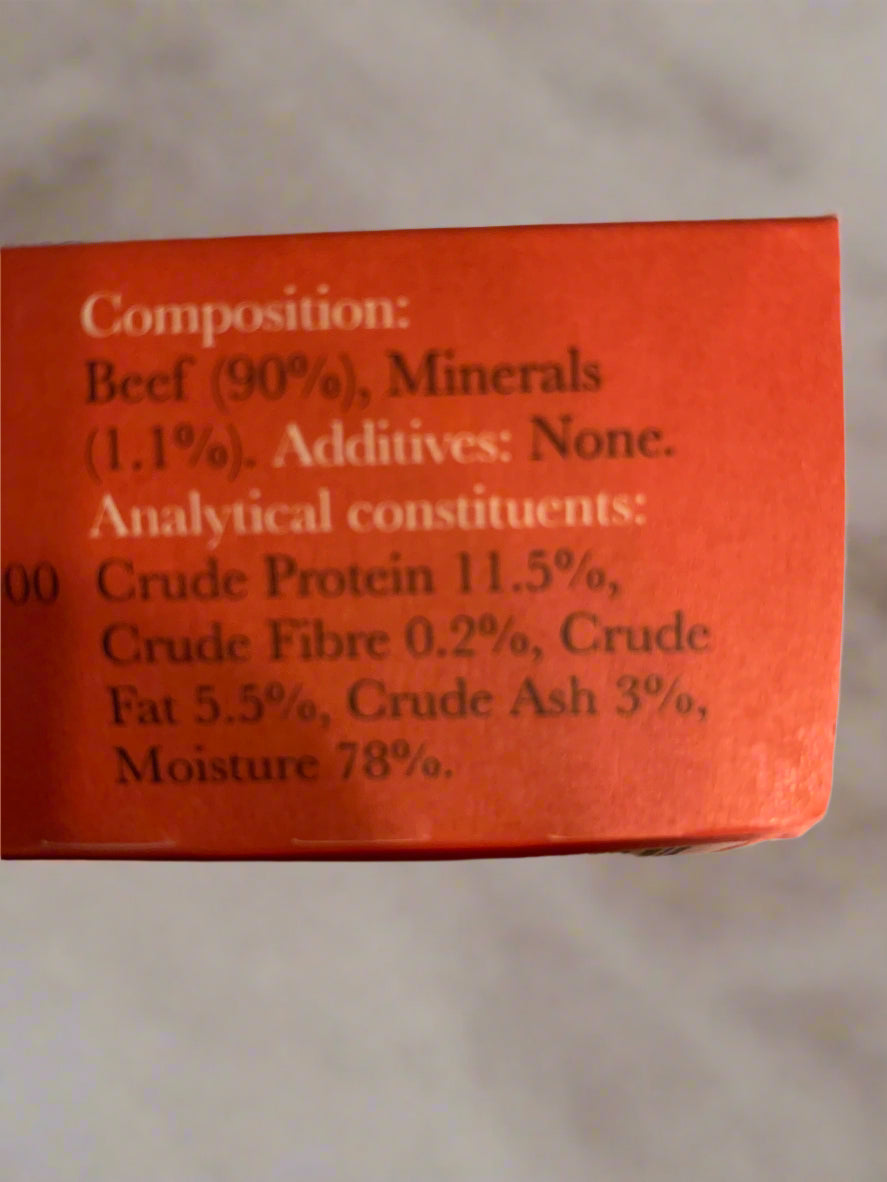 Composition:
Beef (90%), Minerals
(1.1%). Additives: None.
Analytical constituents:
00 Crude Protein 11.5%,
Crude Fibre 0.2%, Crude
Fat 5.5%, Crude Ash 3%,
Moisture 78%.